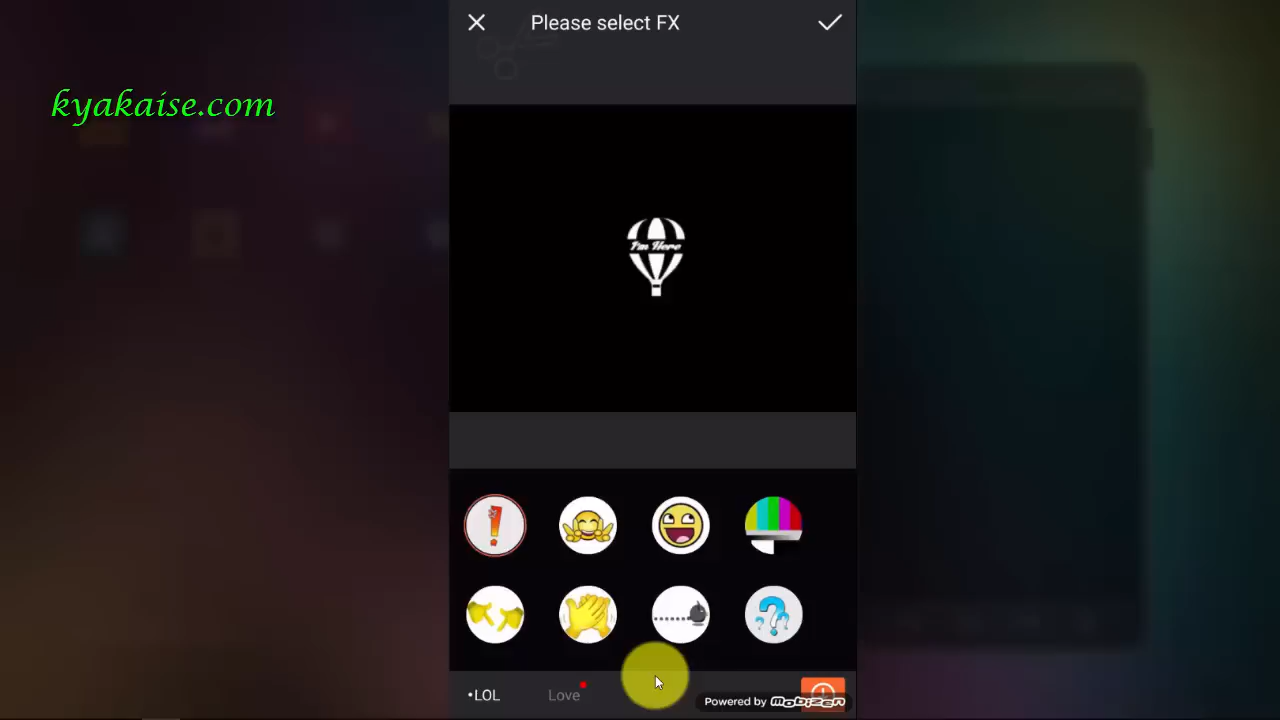 Please select FX
kyakaise.com
I'm Here
•LOL
Love
Powered by mobizen